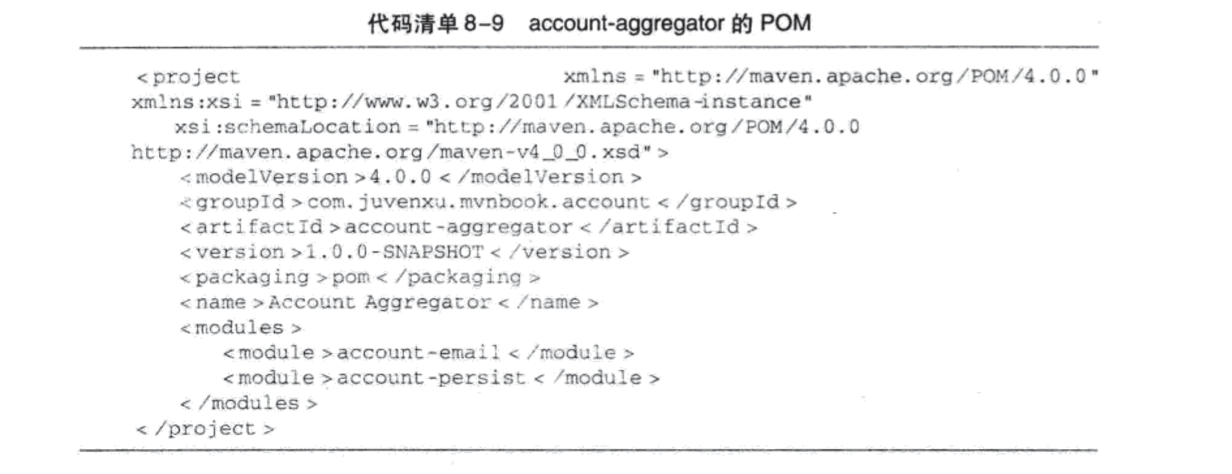 代码清单8-9 account-aggregator 的 POM
<project xmlns = "http://maven.apache.org/POM/4.0.0"
xmlns:xsi = "http://www.w3.org/2001/XMLSchema-instance"
xsi:schemaLocation = "http://maven.apache.org/POM/4.0.0
http://maven.apache.org/maven-v4_0_0.xsd" >
<modelVersion >4.0.0 < /modelVersion >
<groupId >com.juvenxu.mvnbook.account < /groupId >
<artifactId >account-aggregator < /artifactId >
<version >1.0.0-SNAPSHOT < /version >
<packaging >pom < /packaging >
<name >Account Aggregator < /name >
<modules >
<module >account-email < /module >
<module >account-persist < /module >
< /modules >
< /project >